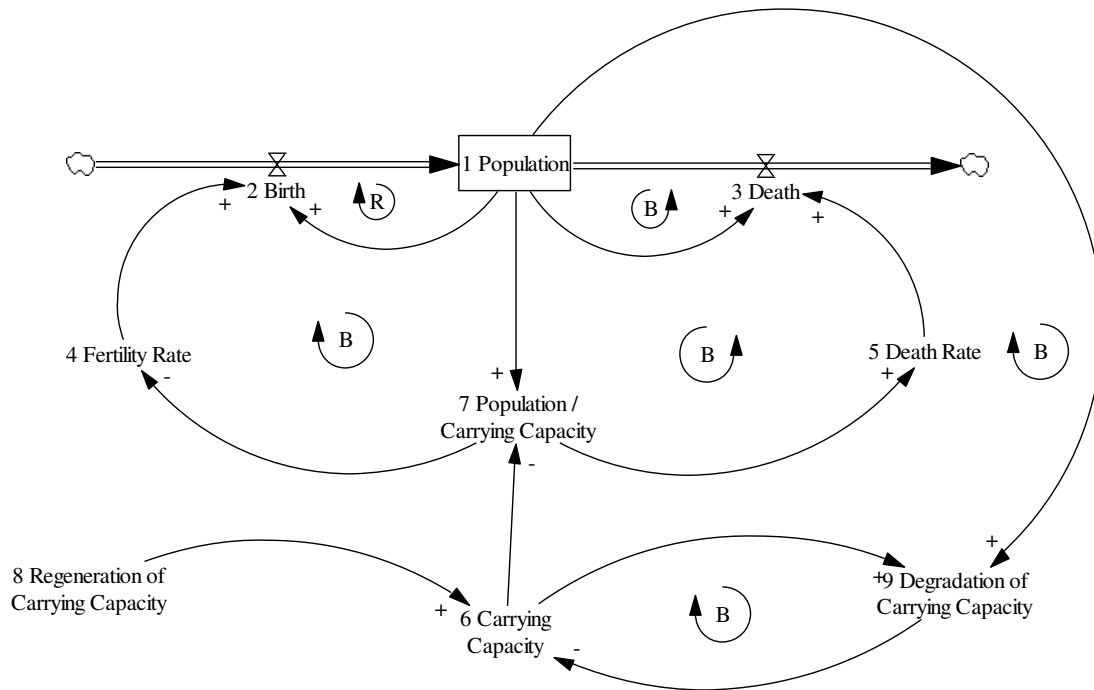 1 Population
2 Birth
+
+
R
B
+
3 Death
+
4 Fertility Rate
-
B
B
5 Death Rate
+
B
+
7 Population /
Carrying Capacity
-
8 Regeneration of
Carrying Capacity
+
6 Carrying
Capacity
B
+
+
9 Degradation of
Carrying Capacity
-